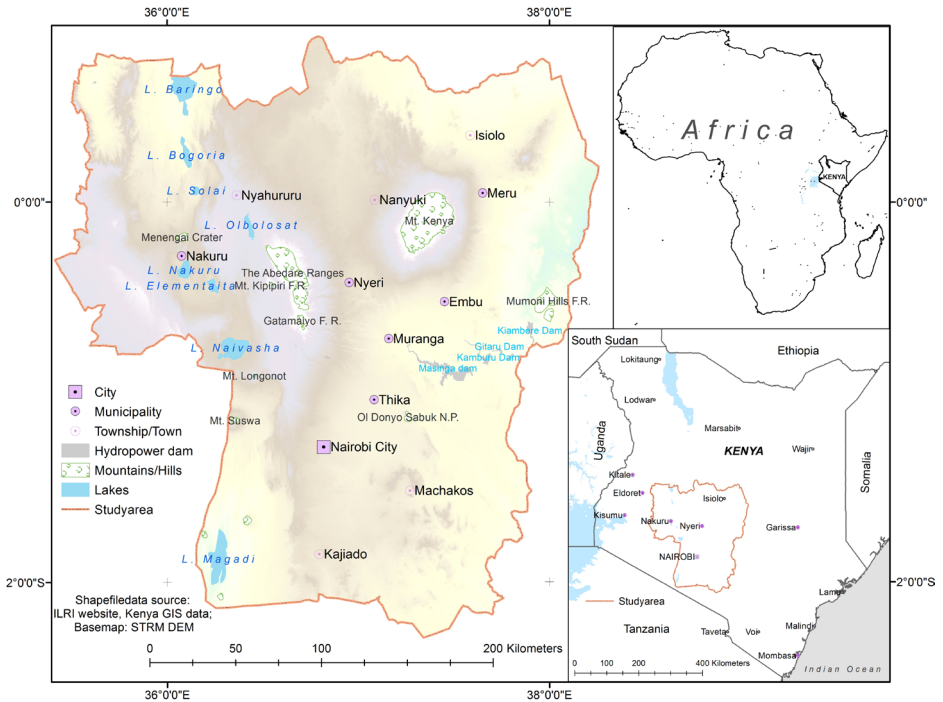 36°0'0"E
38°0'0"E
L. Baringo
Isiolo
L. Bogoria
L. Solai
Nyahururu
Nanyuki
Meru
0°0'0"
Mt. Kenya
L. Olbolosat
Menengai Crater
Nakuru
L. Nakuru
The Abedare Ranges
L. Elementaita
Mt. Kipipiri F.R.
Nyeri
Embu
Mumoni Hills F.R.
Gatamaiyo F. R.
Kiambere Dam
Muranga
Gitaru Dam
L. Naivasha
Kamburu Dam
Masinga dam
Mt. Longonot
Thika
Mt. Suswa
Ol Donyo Sabuk N.P.
Nairobi City
Machakos
L. Magadi
Kajiado
City
Municipality
Township/Town
Hydropower dam
Mountains/Hills
Lakes
Studyarea
2°0'0"S
Shapefiledata source:
ILRI website, Kenya GIS data;
Basemap: STRM DEM
0 50 100 200 Kilometers
36°0'0"E
38°0'0"E
Africa
KENYA
0°0'0"
South Sudan
Ethiopia
Lokitaung
Lodwar
Marsabit
KENYA
Wajir
Uganda
Somalia
Kitale
Eldoret
Isiolo
Kisumu
Nakuru
Nyeri
Garissa
NAIROBI
2°0'0"S
Studyarea
Lamu
Tanzania
Taveta
Voi
Malindi
Mombasa
Indian Ocean
0 100 200 400 Kilometers